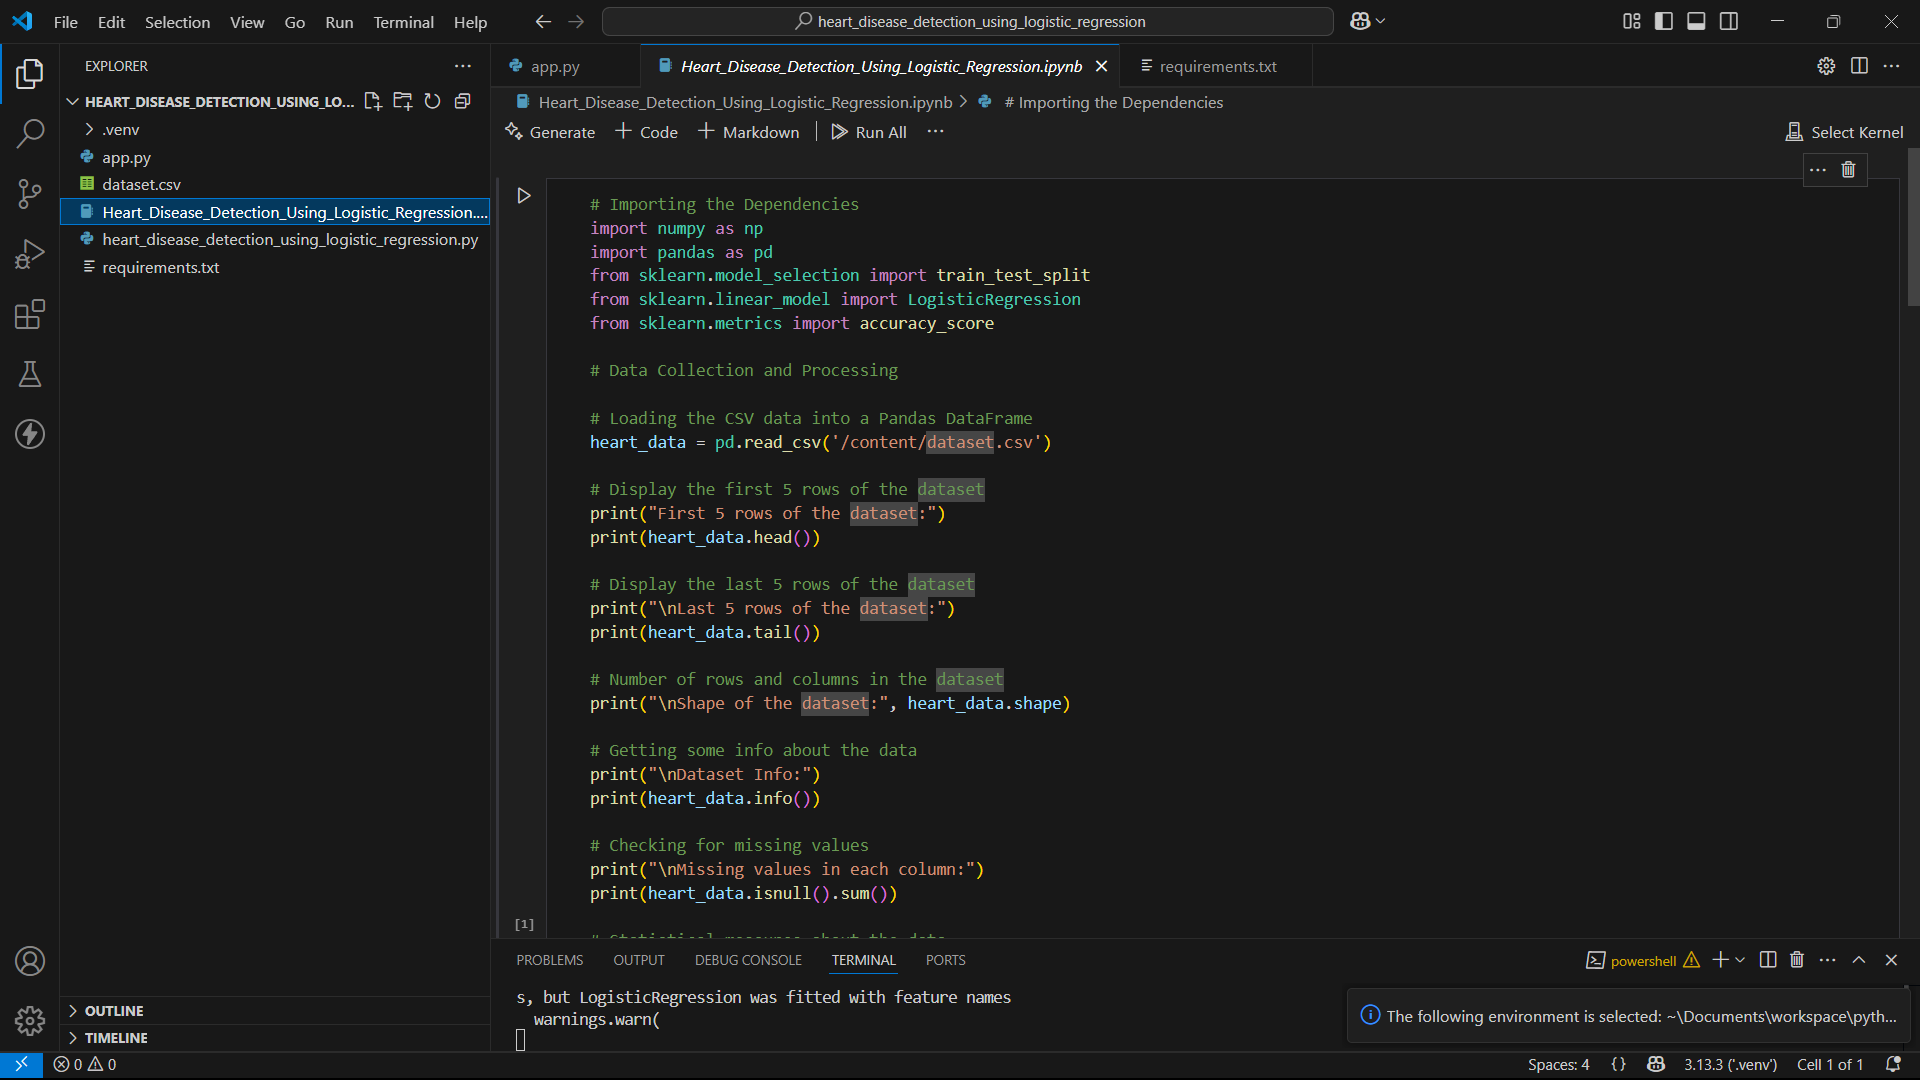 File Edit Selection View Go Run Terminal Help
heart_disease_detection_using_logistic_regression
EXPLORER
HEART_DISEASE_DETECTION_USING_LO...
.venv
app.py
dataset.csv
Heart_Disease_Detection_Using_Logistic_Regression....
heart_disease_detection_using_logistic_regression.py
requirements.txt
OUTLINE
TIMELINE
app.py
Heart_Disease_Detection_Using_Logistic_Regression.ipynb
requirements.txt
Heart_Disease_Detection_Using_Logistic_Regression.ipynb > # Importing the Dependencies
Generate + Code + Markdown | Run All ...
Select Kernel
# Importing the Dependencies
import numpy as np
import pandas as pd
from sklearn.model_selection import train_test_split
from sklearn.linear_model import LogisticRegression
from sklearn.metrics import accuracy_score
# Data Collection and Processing
# Loading the CSV data into a Pandas DataFrame
heart_data = pd.read_csv('/content/dataset.csv')
# Display the first 5 rows of the dataset
print("First 5 rows of the dataset:")
print(heart_data.head())
# Display the last 5 rows of the dataset
print("\nLast 5 rows of the dataset:")
print(heart_data.tail())
# Number of rows and columns in the dataset
print("\nShape of the dataset:", heart_data.shape)
# Getting some info about the data
print("\nDataset Info:")
print(heart_data.info())
# Checking for missing values
print("\nMissing values in each column:")
print(heart_data.isnull().sum())
[1]
# Statistical measures about the data
PROBLEMS OUTPUT DEBUG CONSOLE TERMINAL PORTS
powershell
s, but LogisticRegression was fitted with feature names
warnings.warn(
The following environment is selected: ~\Documents\workspace\pyth...
0 0
Spaces: 4 {} 3.13.3 ('.venv') Cell 1 of 1